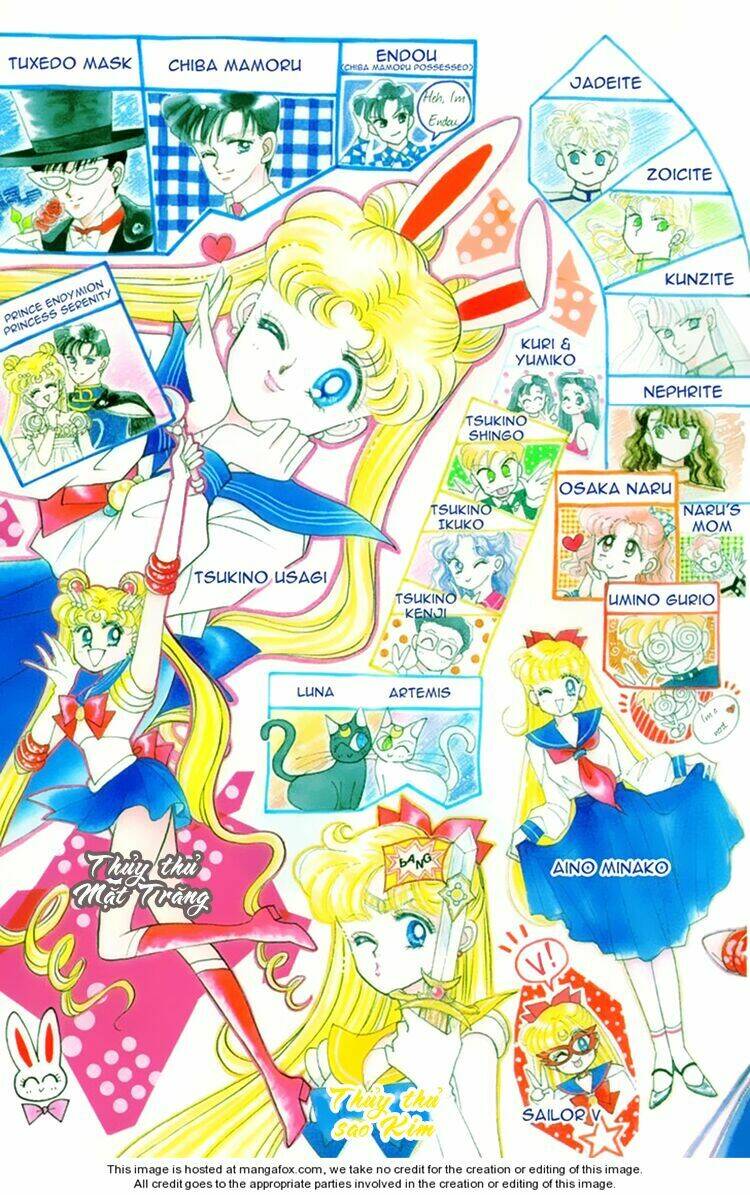 TUXEDO MASK
CHIBA MAMORU
ENDOU
(CHIBA MAMORU POSSESSED)
Heh, I'm
Endou.
JADEITE
ZOICITE
KUNZITE
NEPHRITE
PRINCE ENDYMION
PRINCESS SERENITY
KURI &
YUMIKO
TSUKINO
SHINGO
TSUKINO
IKUKO
TSUKINO
KENJI
OSAKA NARU
NARU'S
MOM
UMINO GURIO
I'm a
TSUKINO USAGI
LUNA
ARTEMIS
BANG
AINO MINAKO
Thủy thủ
Mặt Trăng
V!
SAILOR V
Thủy thủ
sao Kim
This image is hosted at mangafox.com, we take no credit for the creation or editing of this image.
All credit goes to the appropriate parties involved in the creation or editing of this image.